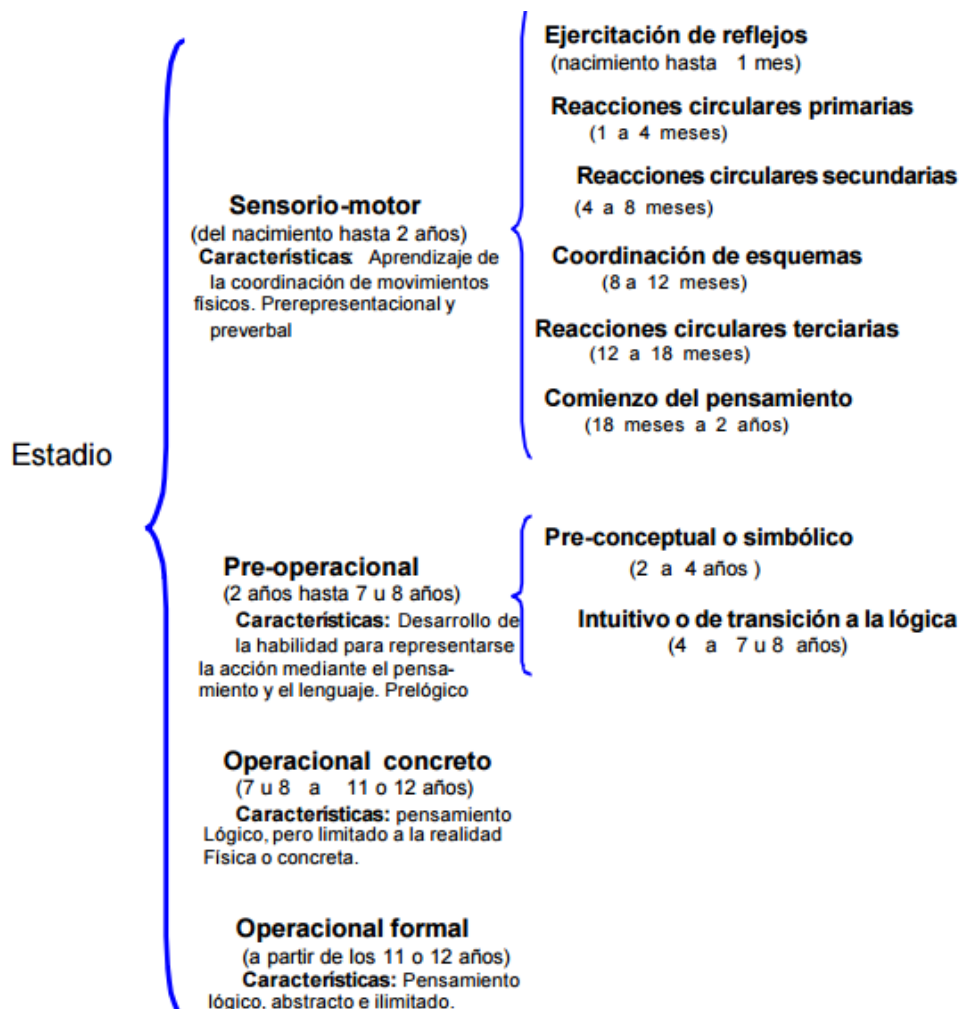 Estadio
Sensorio-motor
(del nacimiento hasta 2 años)
Características: Aprendizaje de
la coordinación de movimientos
físicos. Prerepresentacional y
preverbal
Ejercitación de reflejos
(nacimiento hasta 1 mes)
Reacciones circulares primarias
(1 a 4 meses)
Reacciones circulares secundarias
(4 a 8 meses)
Coordinación de esquemas
(8 a 12 meses)
Reacciones circulares terciarias
(12 a 18 meses)
Comienzo del pensamiento
(18 meses a 2 años)
Pre-operacional
(2 años hasta 7 u 8 años)
Características: Desarrollo de
la habilidad para representarse
la acción mediante el pensa-
miento y el lenguaje. Prelógico
Pre-conceptual o simbólico
(2 a 4 años )
Intuitivo o de transición a la lógica
(4 a 7 u 8 años)
Operacional concreto
(7 u 8 a 11 o 12 años)
Características: pensamiento
Lógico, pero limitado a la realidad
Física o concreta.
Operacional formal
(a partir de los 11 o 12 años)
Características: Pensamiento
lógico, abstracto e ilimitado.